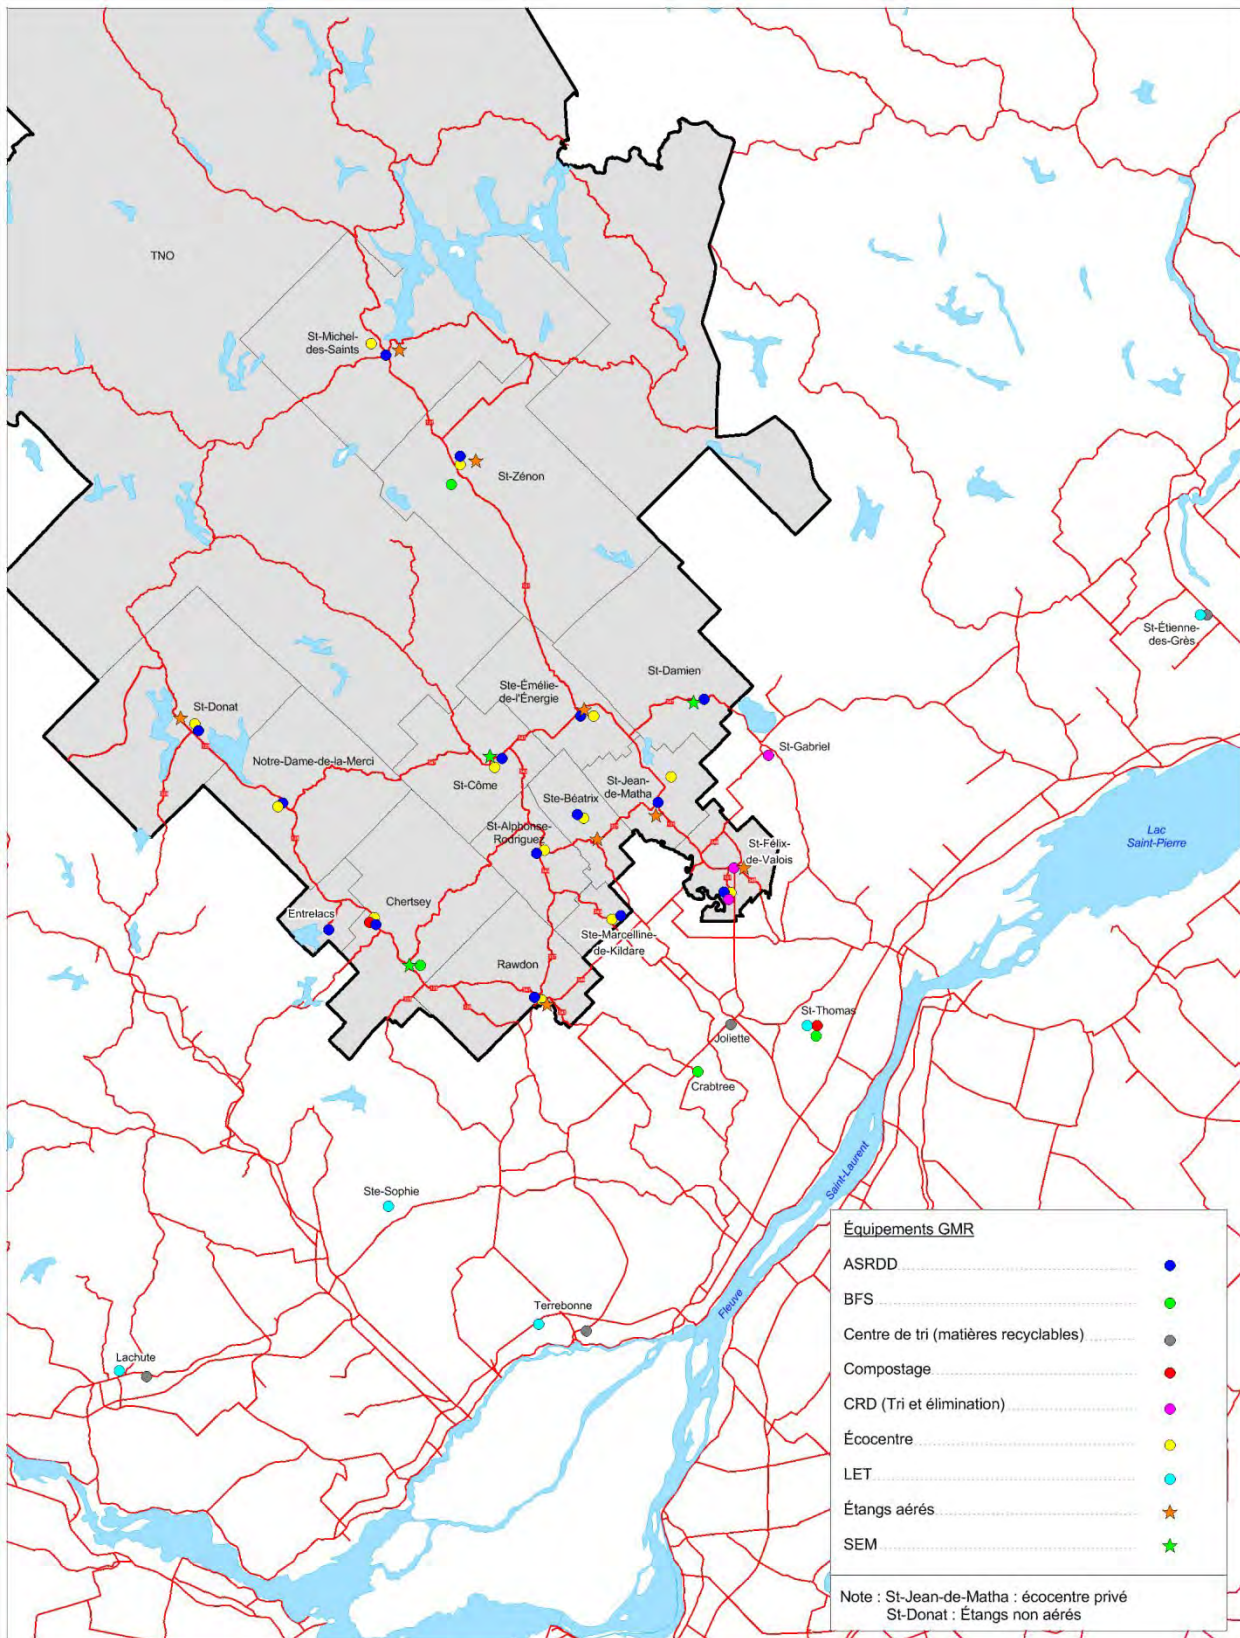 TNO
St-Michel-
des-Saints
St-Zénon
St-Étienne-
des-Grès
St-Damien
Ste-Émélie-
de-l'Énergie
St-Donat
St-Gabriel
Notre-Dame-de-la-Merci
St-Côme
St-Jean-
de-Matha
Ste-Béatrix
St-Alphonse-
Rodriguez
St-Félix-
de-Valois
Lac
Saint-Pierre
Chertsey
Entrelacs
Ste-Marcelline-
de-Kildare
Rawdon
St-Thomas
Joliette
Crabtree
Ste-Sophie
Saint-Laurent
Fleuve
Terrebonne
Lachute
Équipements GMR
ASRDD
BFS
Centre de tri (matières recyclables)
Compostage
CRD (Tri et élimination)
Écocentre
LET
Étangs aérés
SEM
Note : St-Jean-de-Matha : écocentre privé
St-Donat : Étangs non aérés